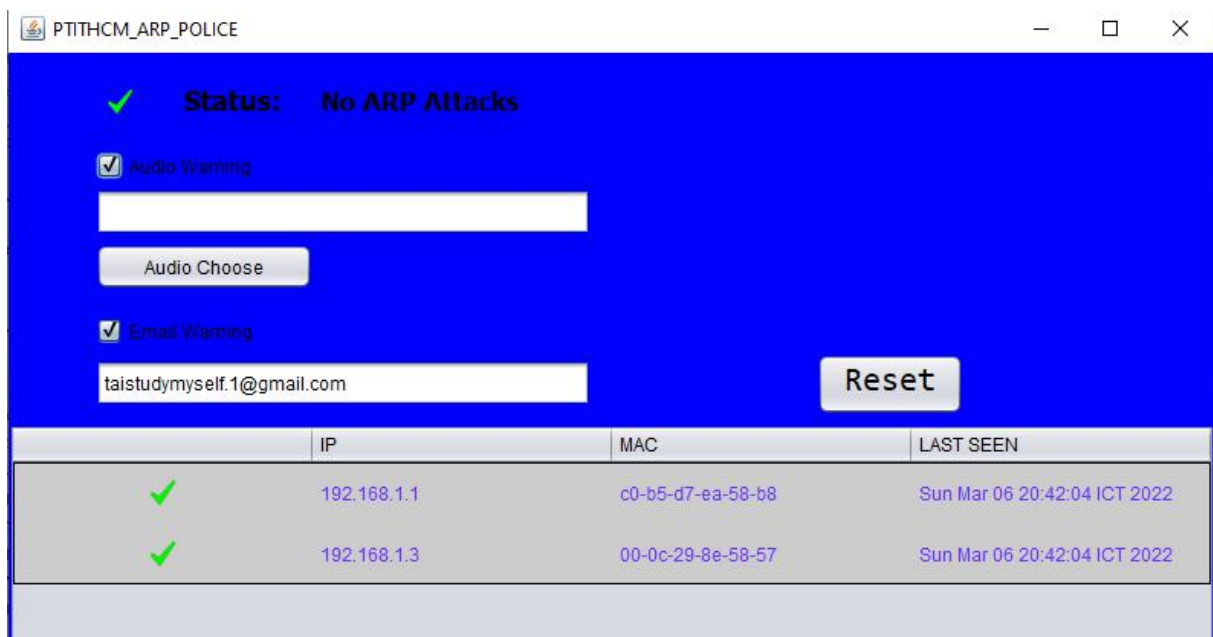 PTITHCM_ARP_POLICE
Status: No ARP Attacks
Audio Warning
Audio Choose
Email Warning
taistudymyself.1@gmail.com
Reset
IP MAC LAST SEEN
192.168.1.1 c0-b5-d7-ea-58-b8 Sun Mar 06 20:42:04 ICT 2022
192.168.1.3 00-0c-29-8e-58-57 Sun Mar 06 20:42:04 ICT 2022